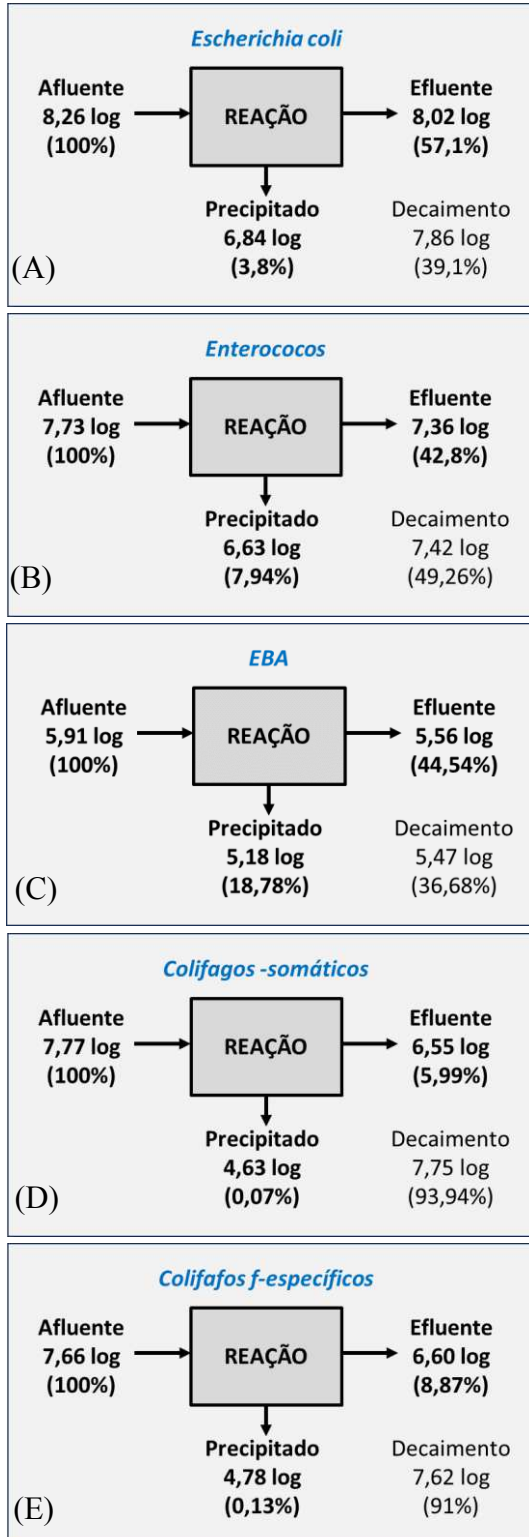 Escherichia coli
Afluente
8,26 log
(100%)
REAÇÃO
Efluente
8,02 log
(57,1%)
Precipitado
6,84 log
(3,8%)
Decaimento
7,86 log
(39,1%)
(A)
Enterococos
Afluente
7,73 log
(100%)
REAÇÃO
Efluente
7,36 log
(42,8%)
Precipitado
6,63 log
(7,94%)
Decaimento
7,42 log
(49,26%)
(B)
EBA
Afluente
5,91 log
(100%)
REAÇÃO
Efluente
5,56 log
(44,54%)
Precipitado
5,18 log
(18,78%)
Decaimento
5,47 log
(36,68%)
(C)
Colifagos -somáticos
Afluente
7,77 log
(100%)
REAÇÃO
Efluente
6,55 log
(5,99%)
Precipitado
4,63 log
(0,07%)
Decaimento
7,75 log
(93,94%)
(D)
Colifafos f-específicos
Afluente
7,66 log
(100%)
REAÇÃO
Efluente
6,60 log
(8,87%)
Precipitado
4,78 log
(0,13%)
Decaimento
7,62 log
(91%)
(E)